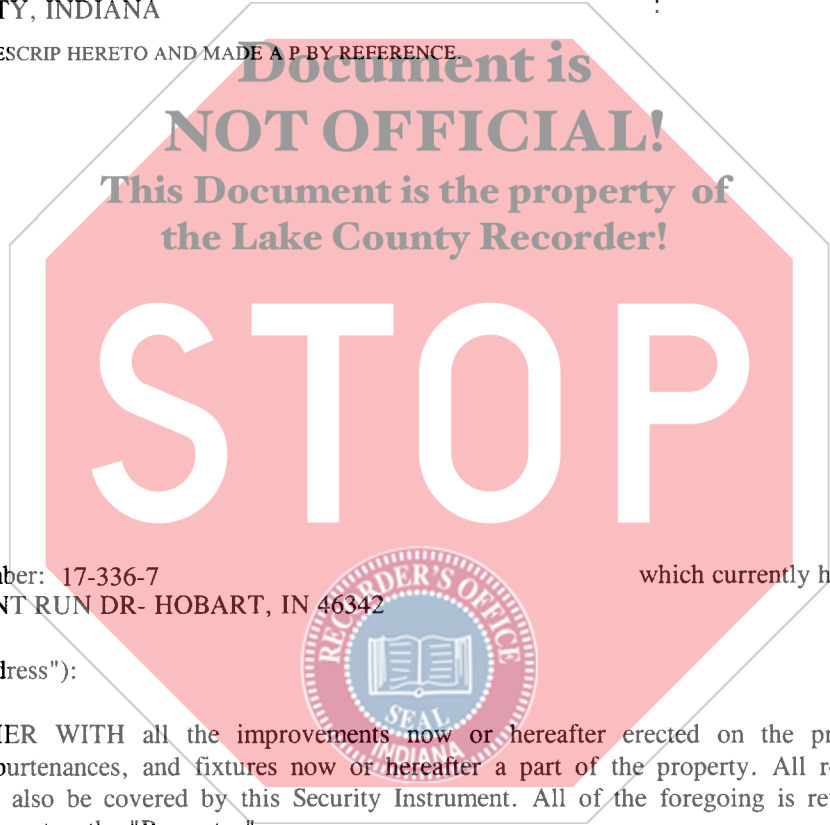 TY, INDIANA :
ESCRIP HERETO AND MADE A P BY REFERENCE.
Document is
NOT OFFICIAL!
This Document is the property of
the Lake County Recorder!
STOP
mber: 17-336-7 which currently h
NT RUN DR- HOBART, IN 46342
RECORDER'S OFFICE
dress"):
SEAL
INDIANA
HER WITH all the improvements now or hereafter erected on the pr
purtenances, and fixtures now or hereafter a part of the property. All r
also be covered by this Security Instrument. All of the foregoing is re